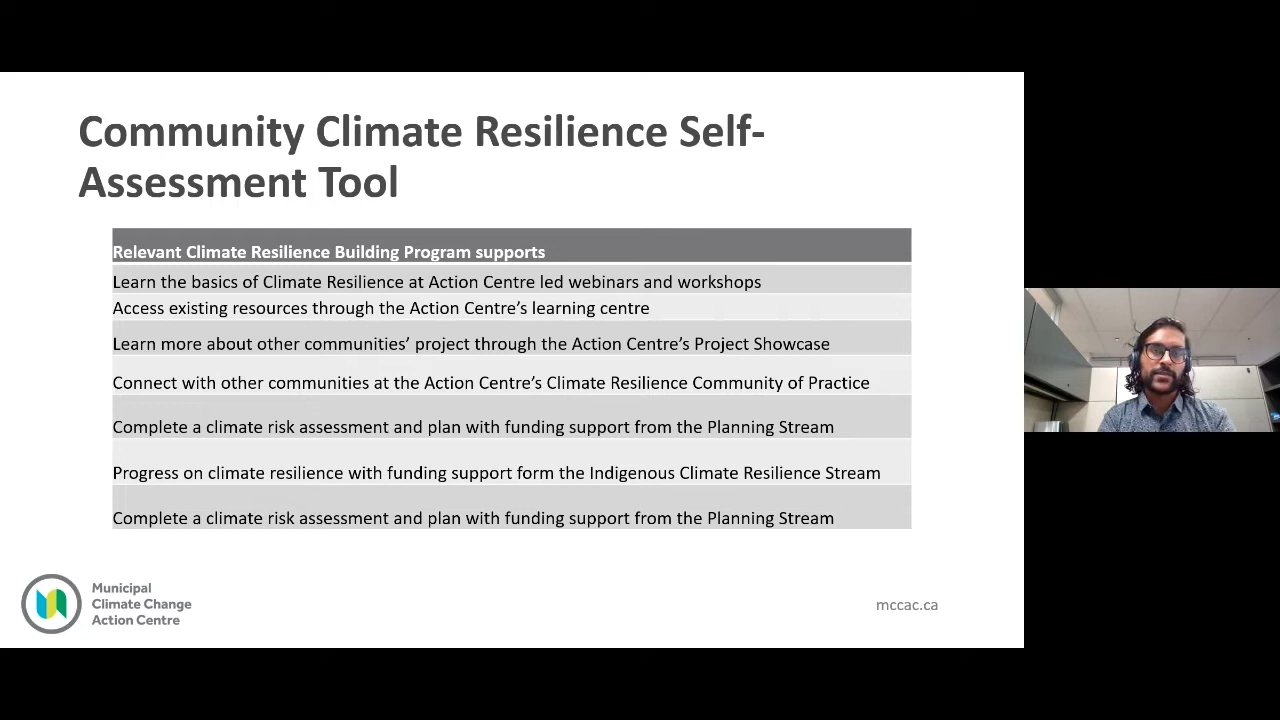 Community Climate Resilience Self-
Assessment Tool
Relevant Climate Resilience Building Program supports
Learn the basics of Climate Resilience at Action Centre led webinars and workshops
Access existing resources through the Action Centre’s learning centre
Learn more about other communities’ project through the Action Centre’s Project Showcase
Connect with other communities at the Action Centre’s Climate Resilience Community of Practice
Complete a climate risk assessment and plan with funding support from the Planning Stream
Progress on climate resilience with funding support form the Indigenous Climate Resilience Stream
Complete a climate risk assessment and plan with funding support from the Planning Stream
Municipal
Climate Change
Action Centre
mccac.ca